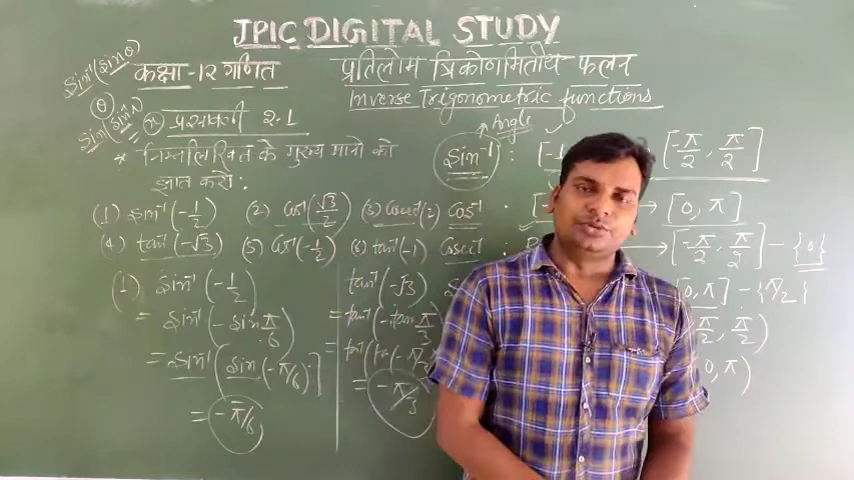 JPIC DIGITAL STUDY
sin⁻¹(sinθ)
कक्षा-12 गणित
प्रतिलोम त्रिकोणमितीय फलन
θ
Inverse Trigonometric functions
प्रश्नावली 2.1
Angle
* निम्नलिखित के मुख्य मानो को
ज्ञात करो:
sin⁻¹ : [-π/2, π/2]
(1) sin⁻¹(-1/2) (2) cos⁻¹(√3/2) (3) cosec⁻¹(2)
cos⁻¹ : → [0, π]
(4) tan⁻¹(-√3) (5) cos⁻¹(-1/2) (6) tan⁻¹(-1)
cosec⁻¹ : → [-π/2, π/2] - {0}
[0, π] - {π/2}
π/2, π/2)
0, π)
(1) sin⁻¹(-1/2)
= sin⁻¹(-sin π/6)
= sin⁻¹[sin(-π/6)]
= -π/6
tan⁻¹(-√3)
= tan⁻¹(-tan π/3)
= -π/3